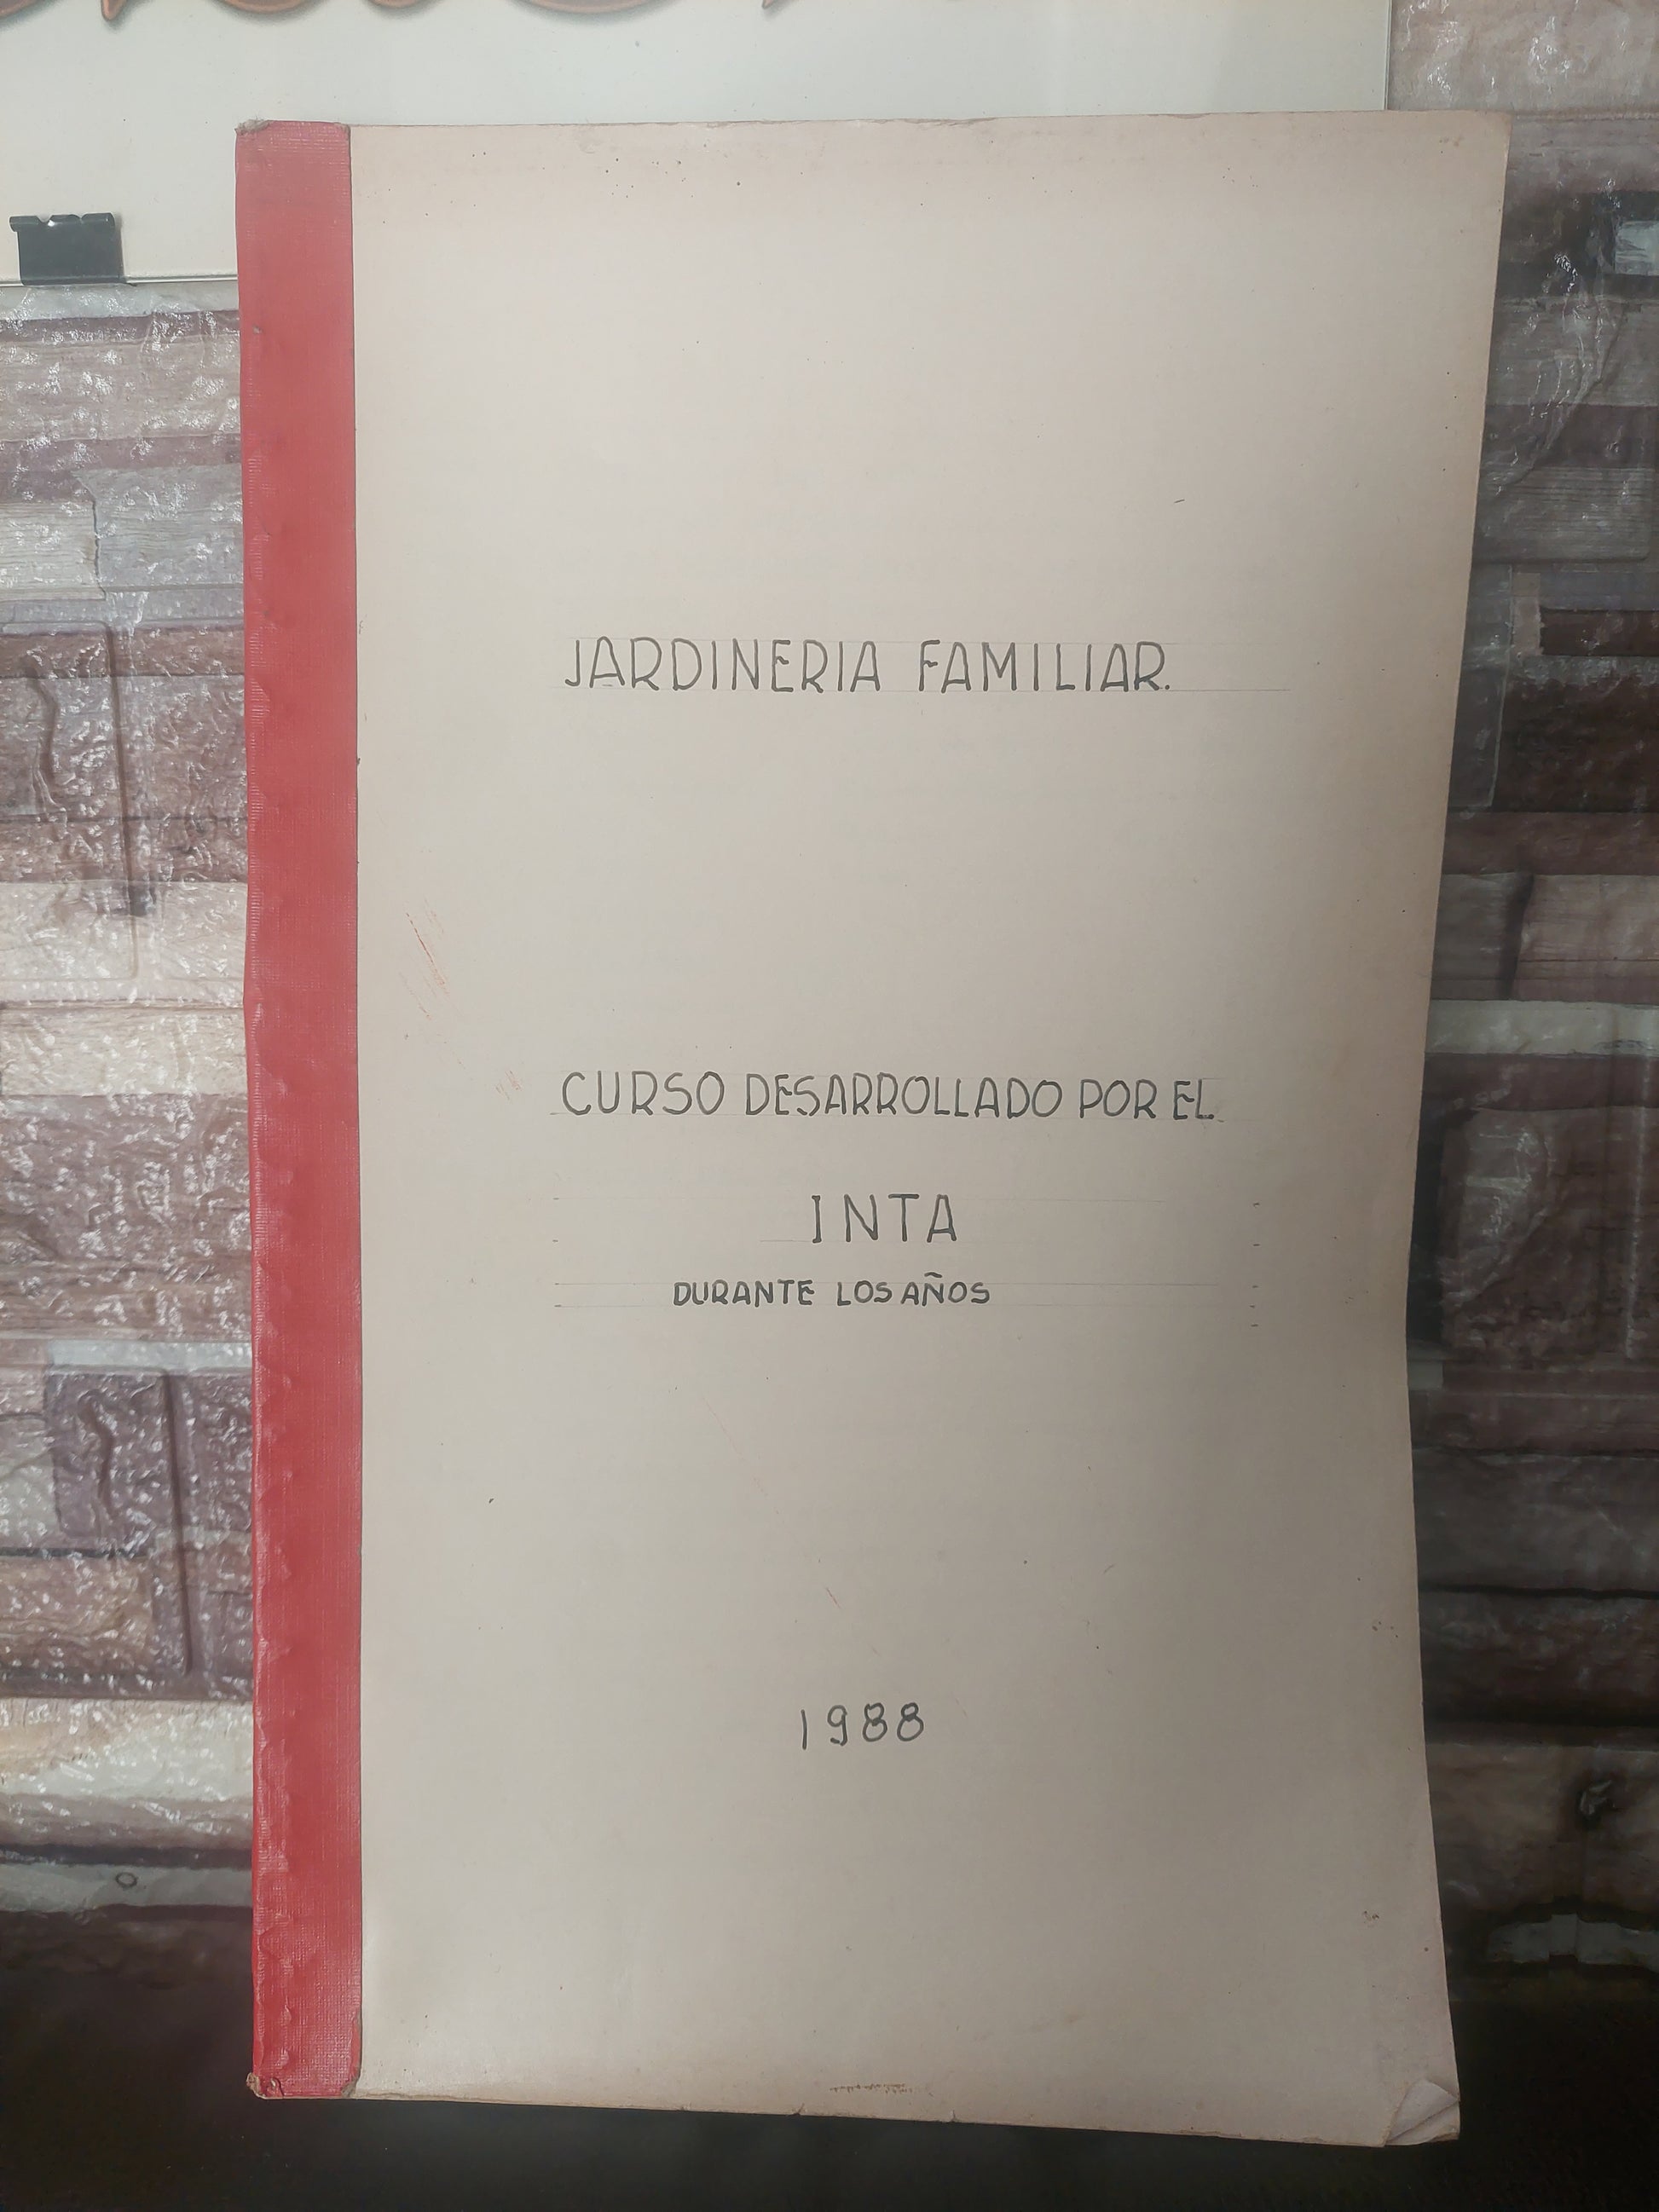 JARDINERIA FAMILIAR.
CURSO DESARROLLADO POR EL
INTA
DURANTE LOS AÑOS
1988